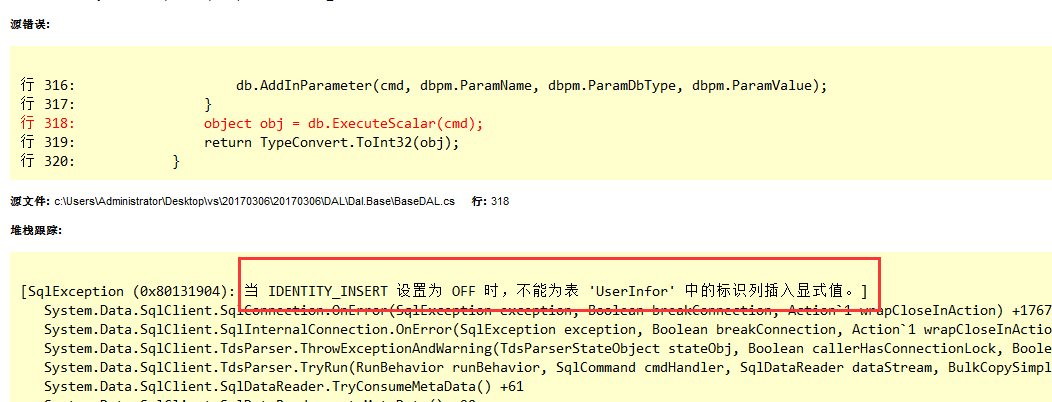 源错误:
行 316:                    db.AddInParameter(cmd, dbpm.ParamName, dbpm.ParamDbType, dbpm.ParamValue);
行 317:                }
行 318:                object obj = db.ExecuteScalar(cmd);
行 319:                return TypeConvert.ToInt32(obj);
行 320:            }
源文件: c:\Users\Administrator\Desktop\vs\20170306\20170306\DAL\Dal.Base\BaseDAL.cs    行: 318
堆栈跟踪:
[SqlException (0x80131904): 当 IDENTITY_INSERT 设置为 OFF 时，不能为表 'UserInfor' 中的标识列插入显式值。]
   System.Data.SqlClient.SqlConnection.OnError(SqlException exception, Boolean breakConnection, Action`1 wrapCloseInAction) +1767
   System.Data.SqlClient.SqlInternalConnection.OnError(SqlException exception, Boolean breakConnection, Action`1 wrapCloseInActio
   System.Data.SqlClient.TdsParser.ThrowExceptionAndWarning(TdsParserStateObject stateObj, Boolean callerHasConnectionLock, Boole
   System.Data.SqlClient.TdsParser.TryRun(RunBehavior runBehavior, SqlCommand cmdHandler, SqlDataReader dataStream, BulkCopySimpl
   System.Data.SqlClient.SqlDataReader.TryConsumeMetaData() +61